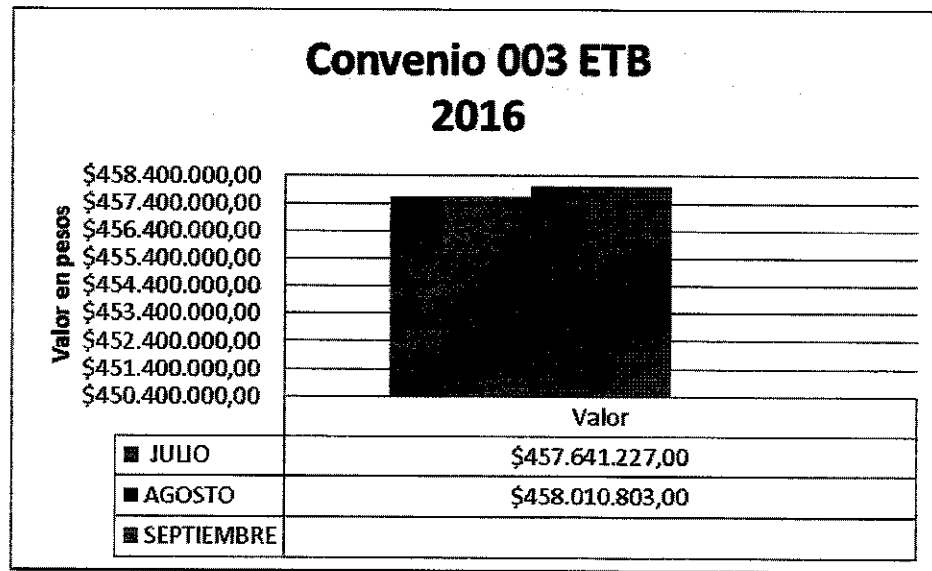 Convenio 003 ETB
2016
Valor en pesos
$458.400.000,00
$457.400.000,00
$456.400.000,00
$455.400.000,00
$454.400.000,00
$453.400.000,00
$452.400.000,00
$451.400.000,00
$450.400.000,00
Valor
JULIO $457.641.227,00
AGOSTO $458.010.803,00
SEPTIEMBRE